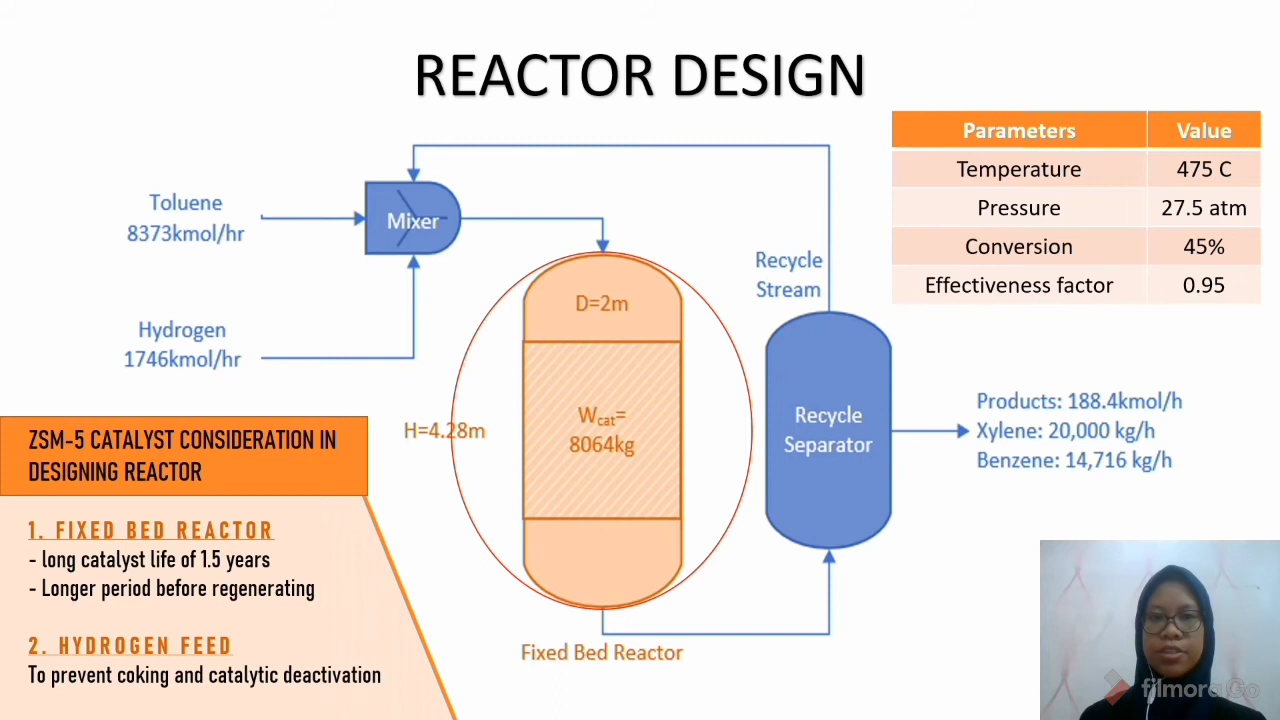 REACTOR DESIGN
Parameters Value
Temperature 475 C
Pressure 27.5 atm
Conversion 45%
Effectiveness factor 0.95
Toluene
8373kmol/hr
Mixer
Hydrogen
1746kmol/hr
D=2m
Wcat=
8064kg
H=4.28m
Fixed Bed Reactor
Recycle
Stream
Recycle
Separator
Products: 188.4kmol/h
Xylene: 20,000 kg/h
Benzene: 14,716 kg/h
ZSM-5 CATALYST CONSIDERATION IN
DESIGNING REACTOR
1. FIXED BED REACTOR
- long catalyst life of 1.5 years
- Longer period before regenerating
2. HYDROGEN FEED
To prevent coking and catalytic deactivation
filmoraGo